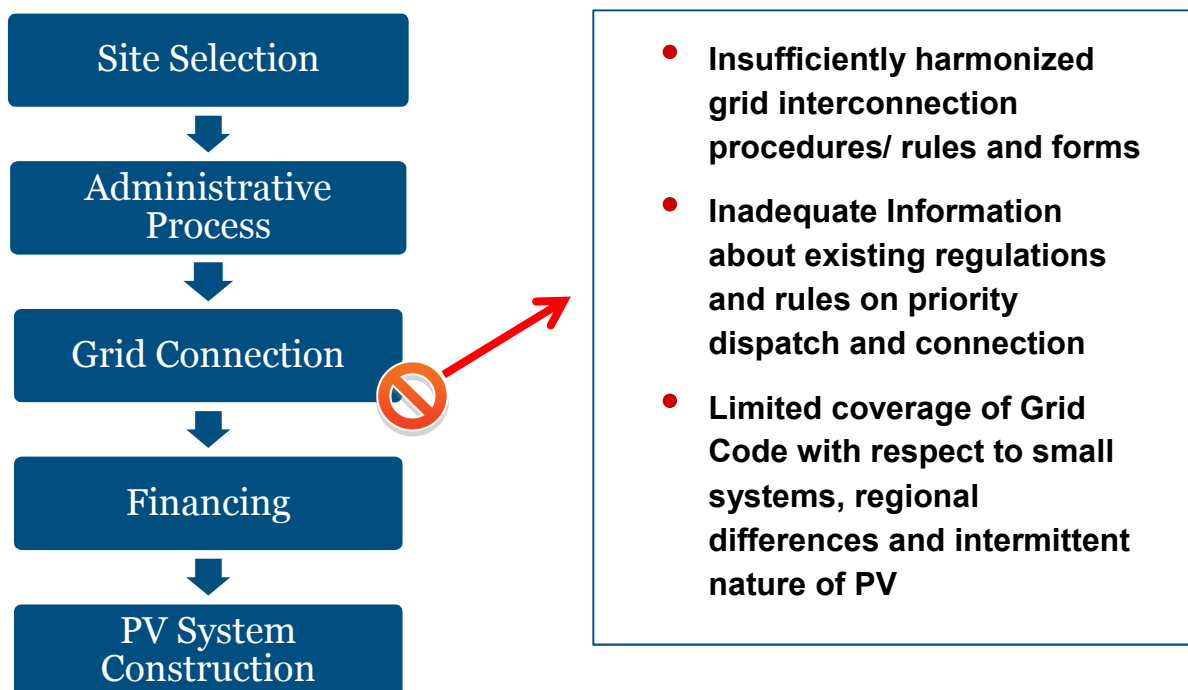 Site Selection
Administrative
Process
Grid Connection
Financing
PV System
Construction
• Insufficiently harmonized
grid interconnection
procedures/ rules and forms
• Inadequate Information
about existing regulations
and rules on priority
dispatch and connection
• Limited coverage of Grid
Code with respect to small
systems, regional
differences and intermittent
nature of PV